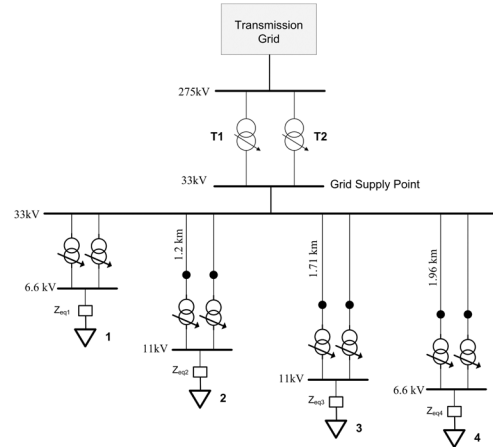 Transmission
Grid
275kV
T1
T2
33kV
Grid Supply Point
33kV
1.2 km
1.71 km
1.96 km
6.6 kV
Zeq1
1
11kV
Zeq2
2
11kV
Zeq3
3
6.6 kV
Zeq4
4